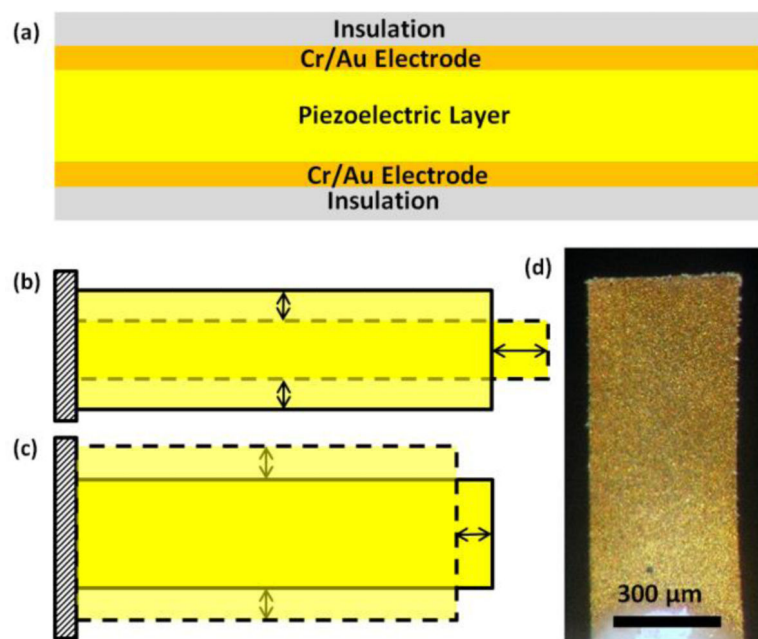 (a)
Insulation
Cr/Au Electrode
Piezoelectric Layer
Cr/Au Electrode
Insulation
(b)
(d)
(c)
300 μm